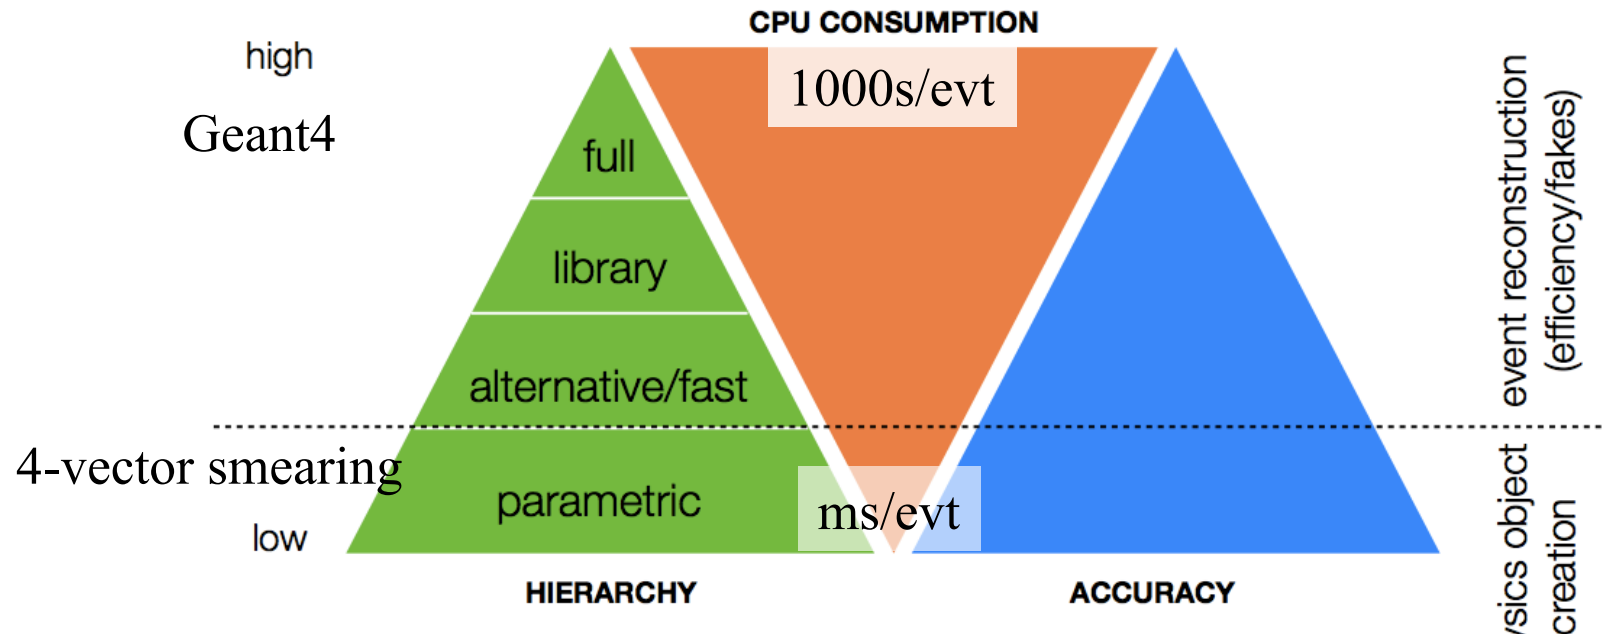 CPU CONSUMPTION
high
1000s/evt
Geant4
full
library
alternative/fast
4-vector smearing
parametric
ms/evt
low
HIERARCHY
ACCURACY
event reconstruction
(efficiency/fakes)
object
creation